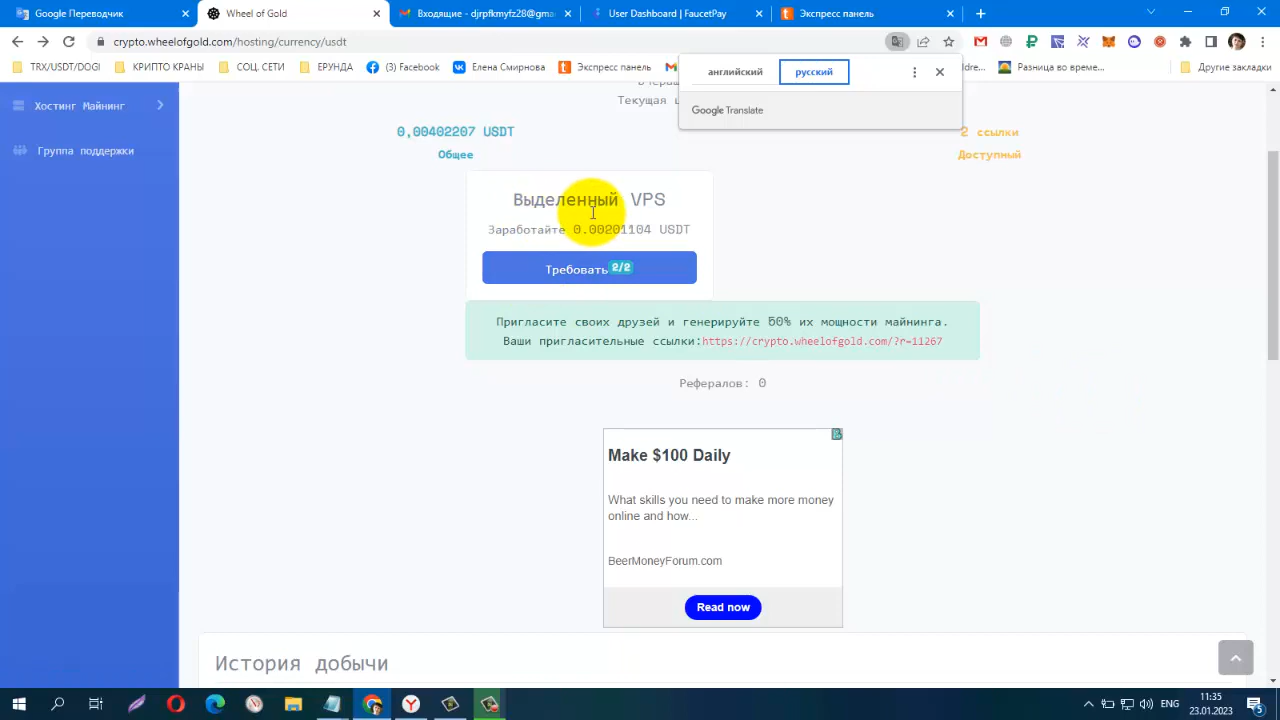 Google Переводчик
Wheel of Gold
Входящие - djrpfkmyfz28@gma
User Dashboard | FaucetPay
Экспресс панель
crypto.wheelofgold.com/hosting/currency/usdt
TRX/USDT/DOGI
КРИПТО КРАНЫ
СОЦ. СЕТИ
ЕРУНДА
(3) Facebook
Елена Смирнова
Экспресс панель
dre...
Разница во време...
Другие закладки
английский
русский
Google Translate
Хостинг Майнинг
Группа поддержки
Текущая
0,00402207 USDT
Общее
2 ссылки
Доступный
Выделенный VPS
Заработайте 0.00201104 USDT
Требовать 2/2
Пригласите своих друзей и генерируйте 50% их мощности майнинга.
Ваши пригласительные ссылки:https://crypto.wheelofgold.com/?r=11267
Рефералов: 0
Make $100 Daily
What skills you need to make more money
online and how...
BeerMoneyForum.com
Read now
История добычи
ENG
11:35
23.01.2023